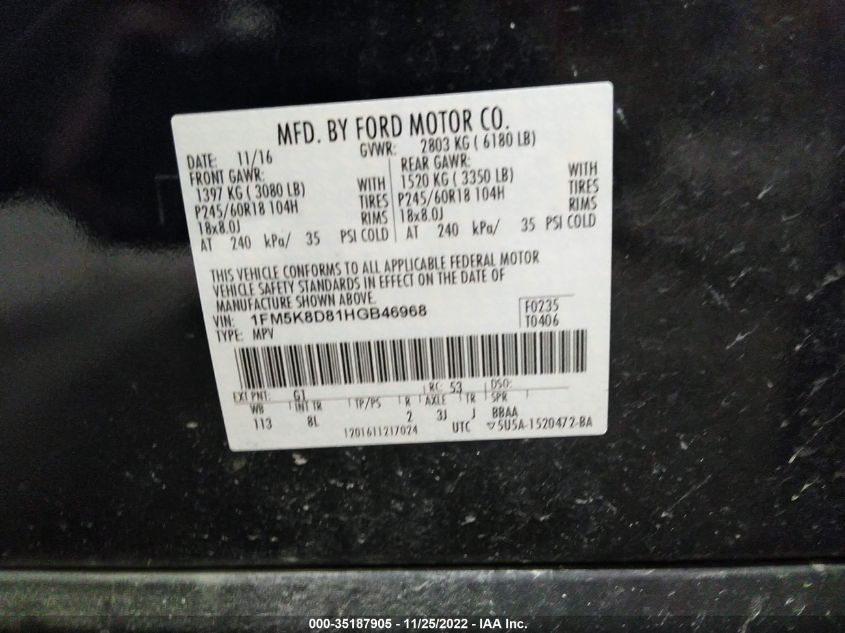 MFD. BY FORD MOTOR CO.
DATE: 11/16 GVWR: 2803 KG ( 6180 LB)
FRONT GAWR: REAR GAWR:
1397 KG ( 3080 LB) WITH 1520 KG ( 3350 LB) WITH
P245/60R18 104H TIRES P245/60R18 104H TIRES
18x8.0J RIMS 18x8.0J RIMS
AT 240 kPa/ 35 PSI COLD AT 240 kPa/ 35 PSI COLD
THIS VEHICLE CONFORMS TO ALL APPLICABLE FEDERAL MOTOR
VEHICLE SAFETY STANDARDS IN EFFECT ON THE DATE OF
MANUFACTURE SHOWN ABOVE.
VIN: 1FM5K8D81HGB46968 F0235
TYPE: MPV T0406
EXT PNT: G1 RC: 53 DSO:
WB INT TR TP/PS R AXLE TR SPR
113 8L 2 3J J BBAA
1201611217024 UTC 5U5A-1520472-BA
000-35187905 - 11/25/2022 - IAA Inc.